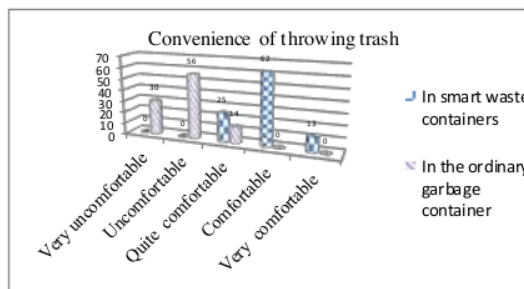 Convenience of throwing trash
70
60
50
40
30
20
10
0
0
30
0
56
25
14
62
0
13
0
Very uncomfortable
Uncomfortable
Quite comfortable
Comfortable
Very comfortable
In smart waste
containers
In the ordinary
garbage
container